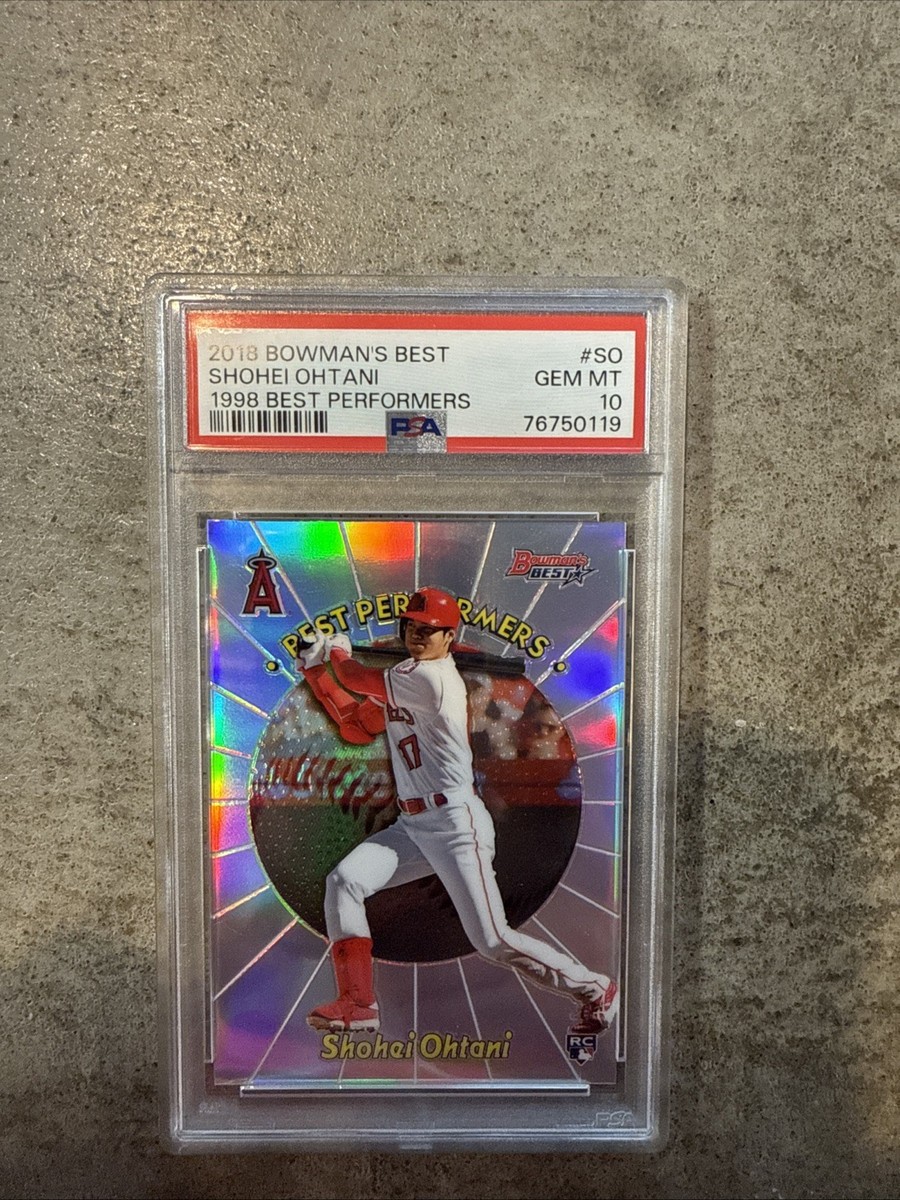 2018 BOWMAN'S BEST #SO
SHOHEI OHTANI GEM MT
1998 BEST PERFORMERS 10
PSA 76750119
A
Bowman's
BEST
BEST PERFORMERS
17
Shohei Ohtani
RC
PSA